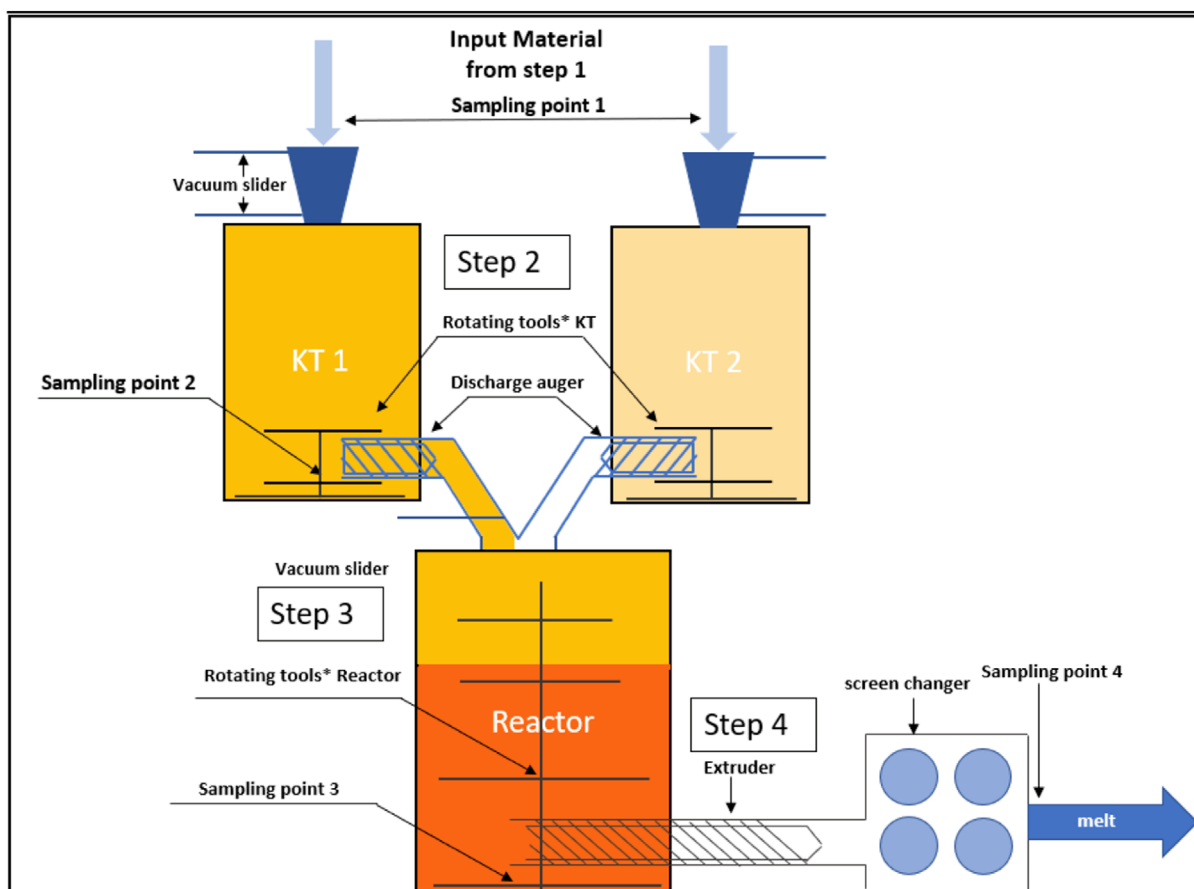 Input Material
from step 1
Sampling point 1
Vacuum slider
Step 2
Rotating tools* KT
KT 1
KT 2
Sampling point 2
Discharge auger
Vacuum slider
Step 3
Rotating tools* Reactor
Sampling point 4
screen changer
Reactor
Step 4
Extruder
Sampling point 3
melt